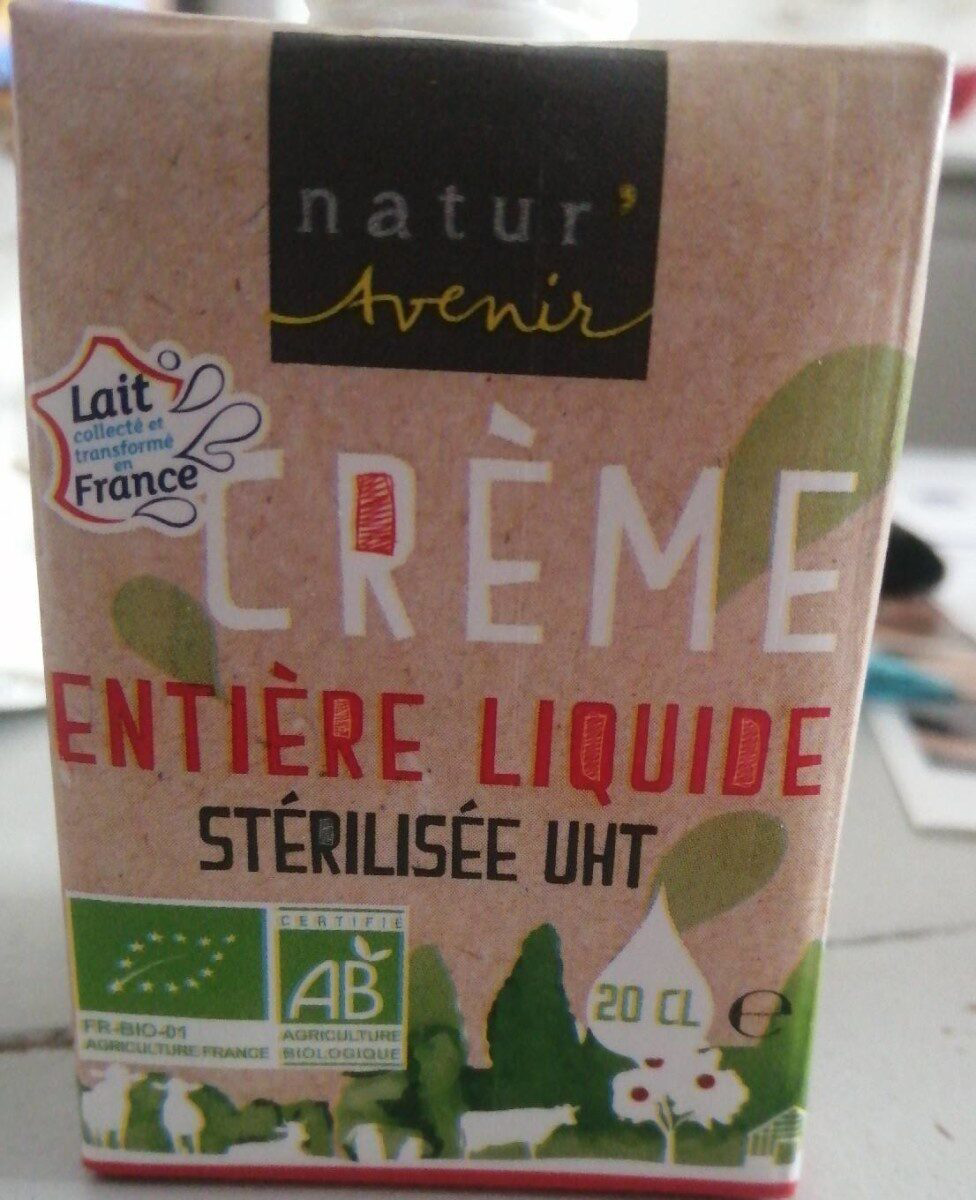 natur'
Avenir
Lait
collecté et
transformé
en
France
CRÈME
ENTIÈRE LIQUIDE
STÉRILISÉE UHT
CERTIFIÉ
AB
FR-BIO-01
AGRICULTURE FRANCE
AGRICULTURE
BIOLOGIQUE
20 CL ℮